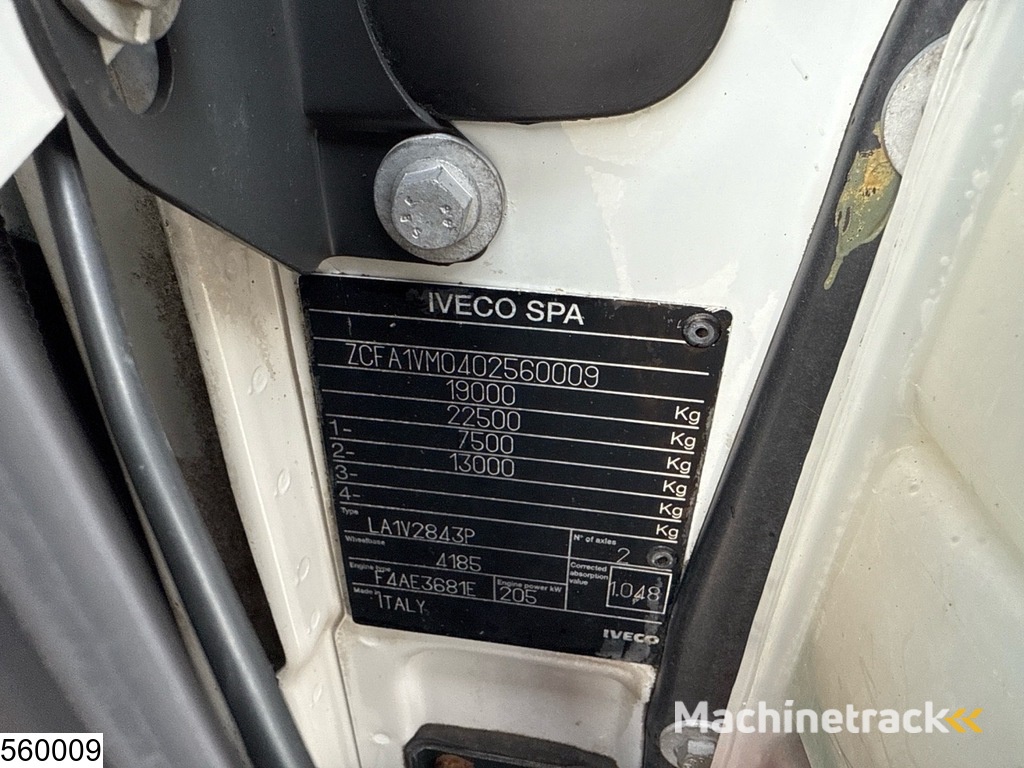 IVECO SPA
ZCFA1VM0402560009
19000 Kg
22500 Kg
1- 7500 Kg
2- 13000 Kg
3- Kg
4- Kg
Type LA1V2843P
Wheelbase 4185
N° of axles 2
Engine type F4AE3681E
Engine power kW 205
Corrected absorption value 1.048
Made in ITALY
IVECO
Machinetrack
560009